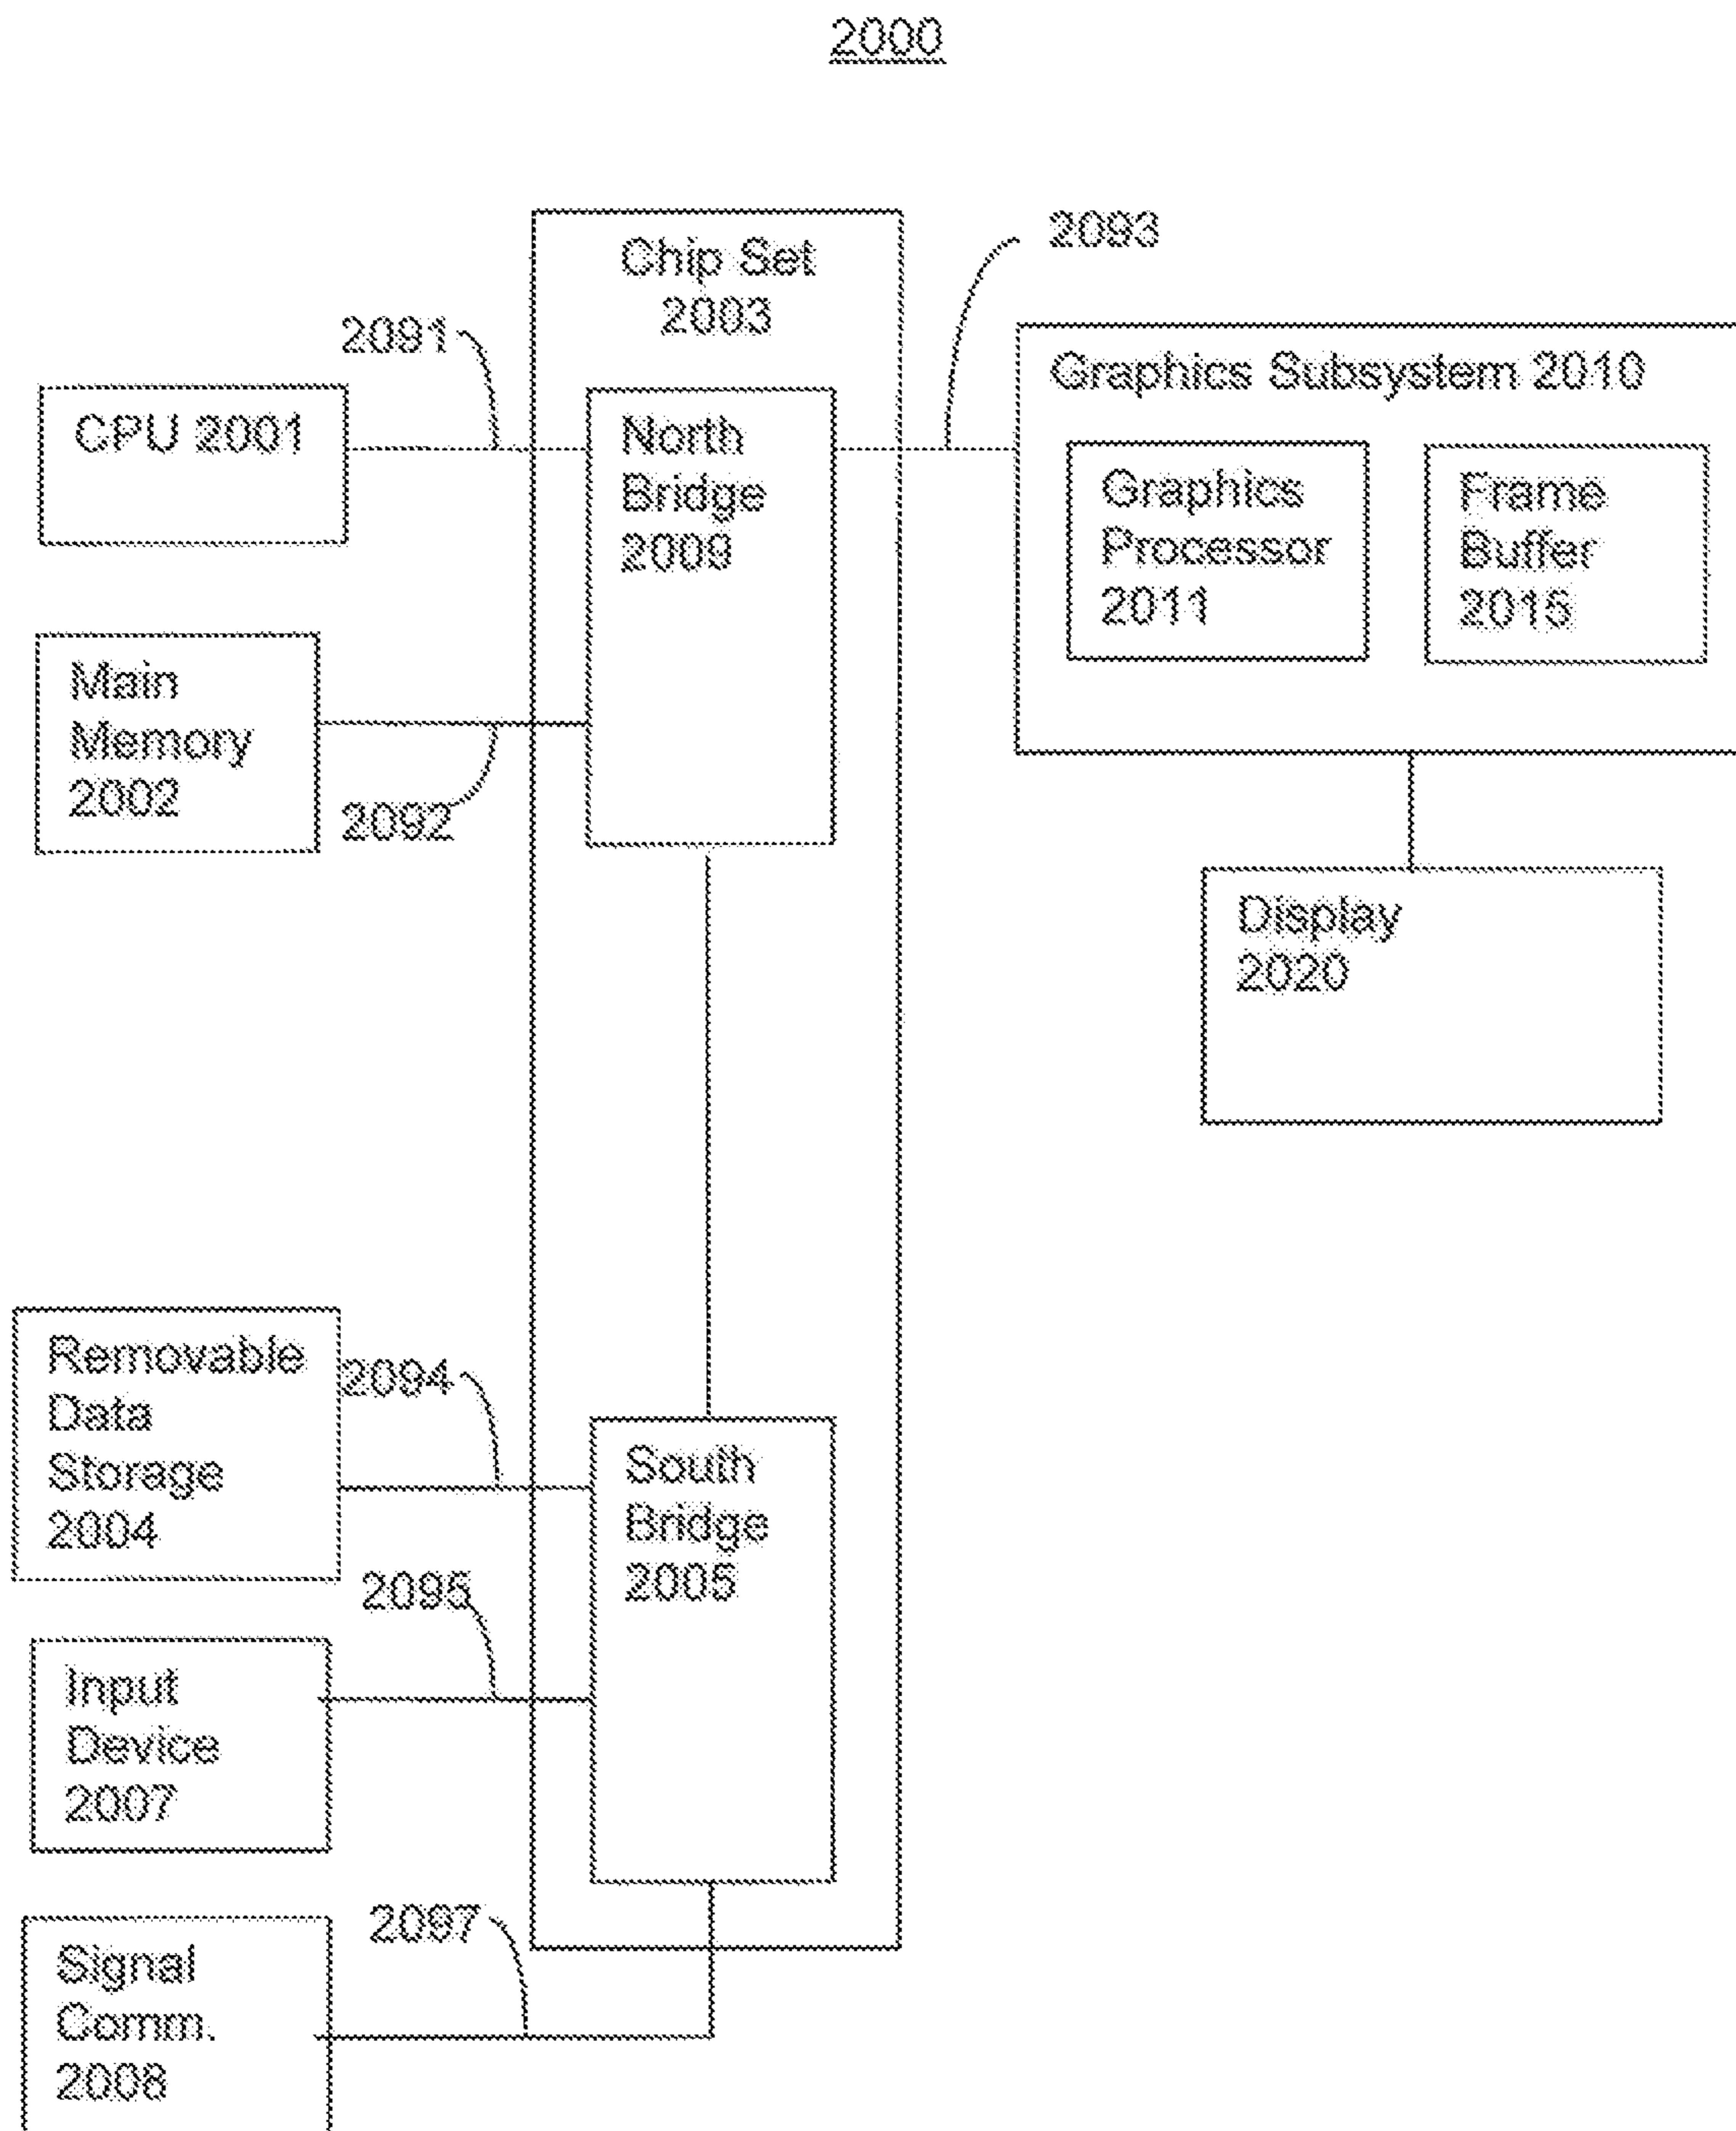 2000
Chip Set
2003
2093
2091
Graphics Subsystem 2010
CPU 2001
North
Bridge
2009
Graphics
Processor
2011
Frame
Buffer
2015
Main
Memory
2002
2092
Display
2020
Removable
Data
Storage
2004
2094
South
Bridge
2005
2095
Input
Device
2007
2097
Signal
Comm.
2008